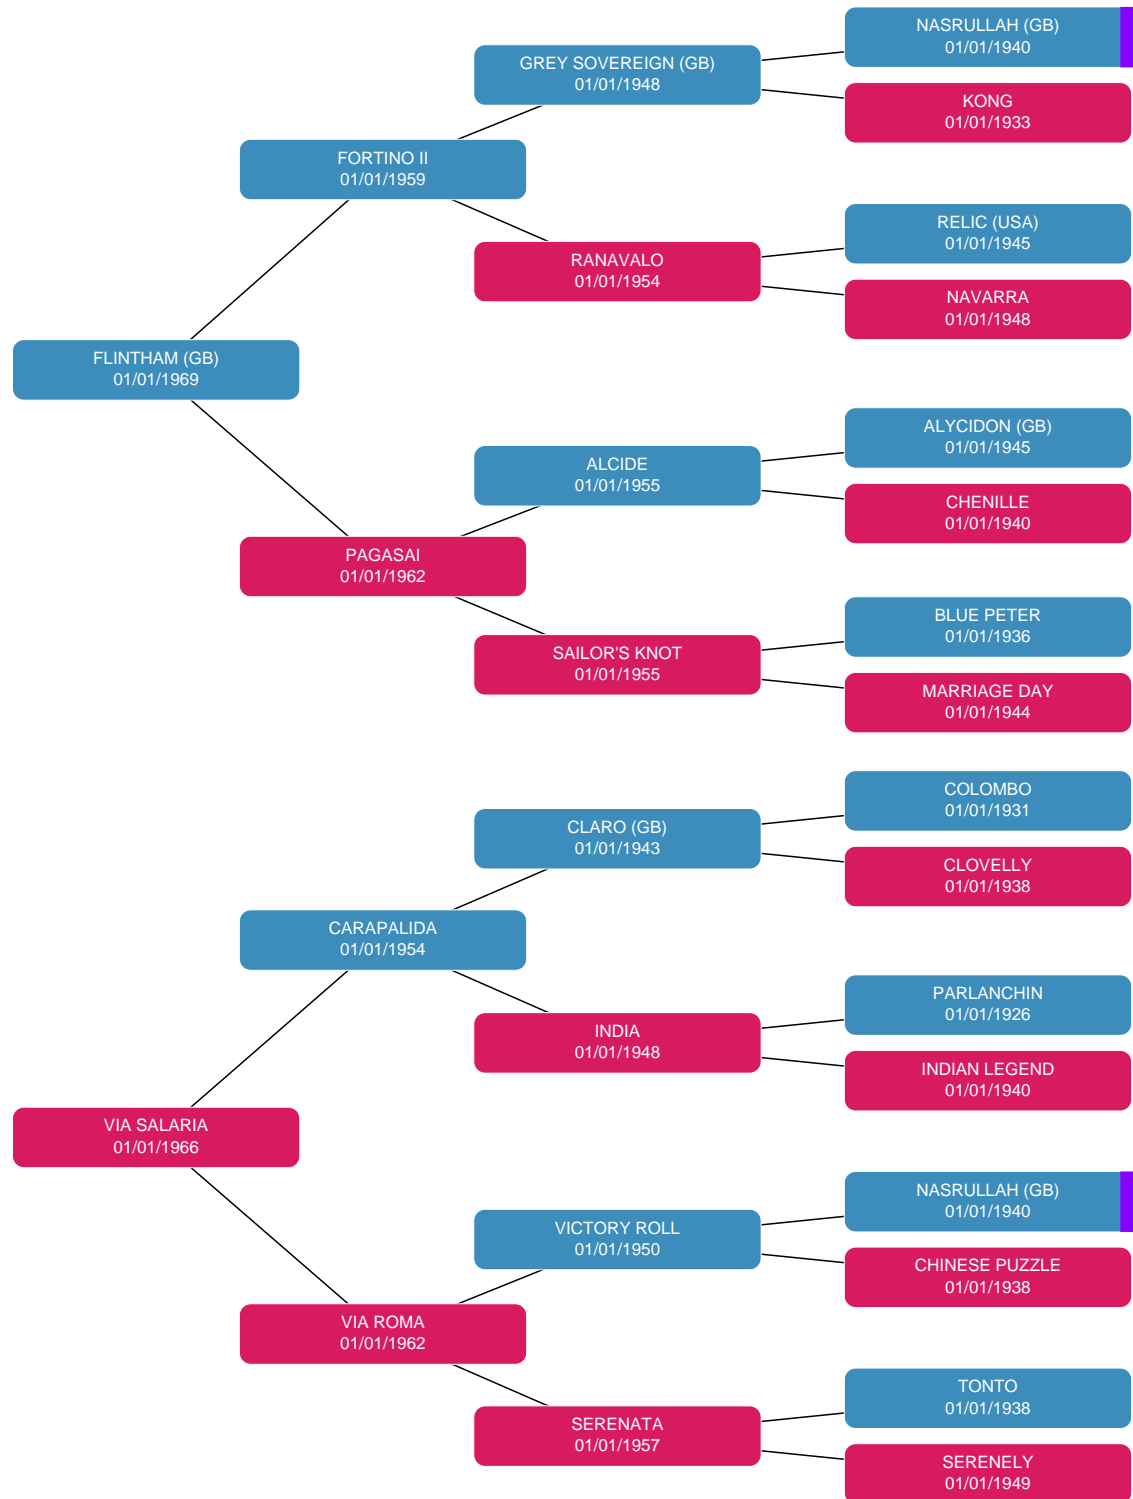 NASRULLAH (GB)
01/01/1940
GREY SOVEREIGN (GB)
01/01/1948
KONG
01/01/1933
FORTINO II
01/01/1959
RELIC (USA)
01/01/1945
RANAVALO
01/01/1954
NAVARRA
01/01/1948
FLINTHAM (GB)
01/01/1969
ALYCIDON (GB)
01/01/1945
ALCIDE
01/01/1955
CHENILLE
01/01/1940
PAGASAI
01/01/1962
BLUE PETER
01/01/1936
SAILOR'S KNOT
01/01/1955
MARRIAGE DAY
01/01/1944
COLOMBO
01/01/1931
CLARO (GB)
01/01/1943
CLOVELLY
01/01/1938
CARAPALIDA
01/01/1954
PARLANCHIN
01/01/1926
INDIA
01/01/1948
INDIAN LEGEND
01/01/1940
VIA SALARIA
01/01/1966
NASRULLAH (GB)
01/01/1940
VICTORY ROLL
01/01/1950
CHINESE PUZZLE
01/01/1938
VIA ROMA
01/01/1962
TONTO
01/01/1938
SERENATA
01/01/1957
SERENELY
01/01/1949